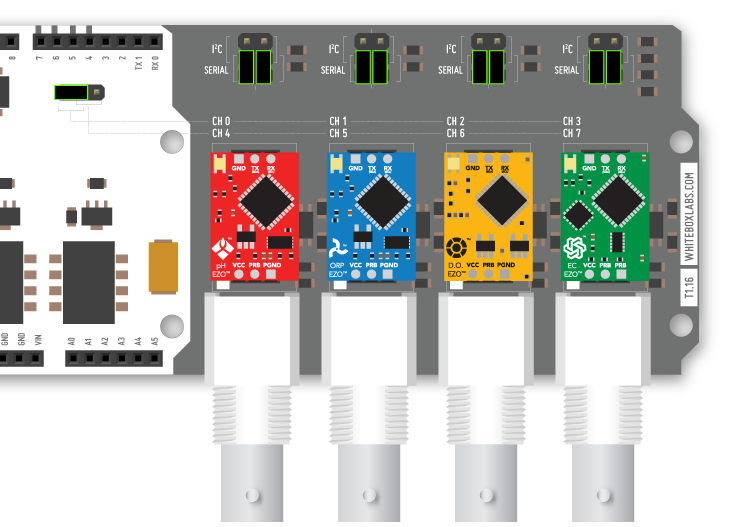 8 7 6 5 4 3 2 TX 1 RX 0
I²C I²C I²C I²C
SERIAL SERIAL SERIAL SERIAL
CH 0 CH 1 CH 2 CH 3
CH 4 CH 5 CH 6 CH 7
GND TX RX GND TX RX GND TX RX GND TX RX
pH VCC PRB PGND
EZO™
ORP VCC PRB PGND
EZO™
D.O. VCC PRB PGND
EZO™
EC VCC PRB PRB
EZO™
WHITEBOXLABS.COM
T1.16
GND GND VIN A0 A1 A2 A3 A4 A5